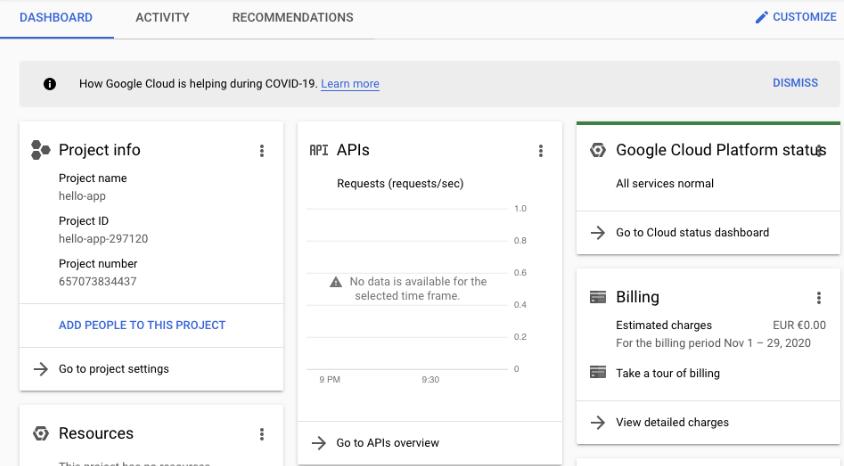 DASHBOARD
ACTIVITY
RECOMMENDATIONS
CUSTOMIZE
How Google Cloud is helping during COVID-19. Learn more
DISMISS
Project info
Project name
hello-app
Project ID
hello-app-297120
Project number
657073834437
ADD PEOPLE TO THIS PROJECT
Go to project settings
Resources
This project has no resources
API APIs
Requests (requests/sec)
1.0
0.8
0.6
No data is available for the
selected time frame.
0.4
0.2
0
9 PM
9:30
Go to APIs overview
Google Cloud Platform status
All services normal
Go to Cloud status dashboard
Billing
Estimated charges
EUR €0.00
For the billing period Nov 1 – 29, 2020
Take a tour of billing
View detailed charges